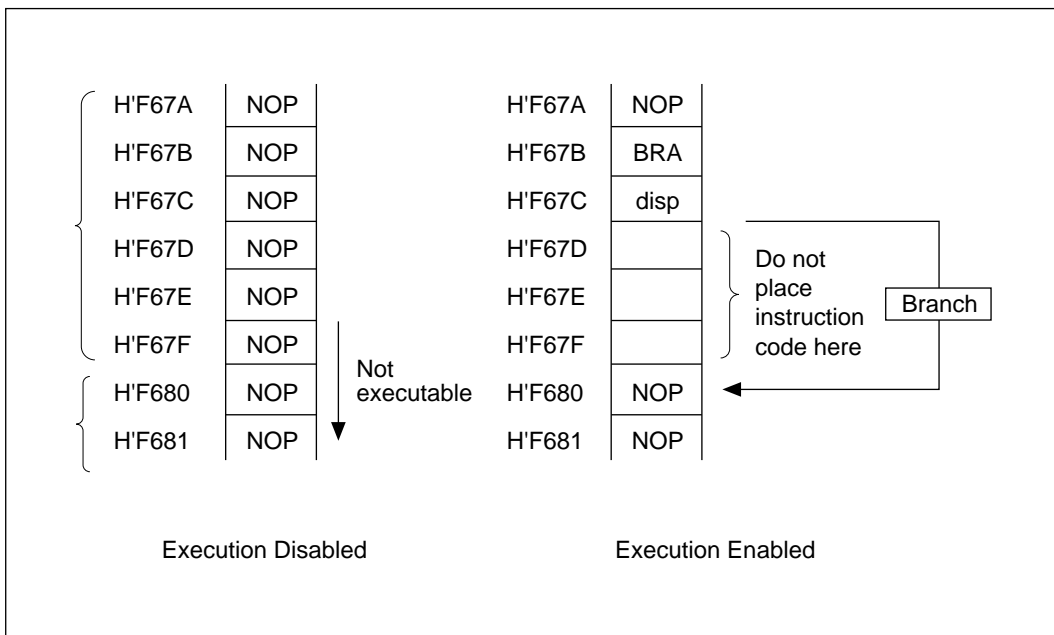 H'F67A NOP
H'F67B NOP
H'F67C NOP
H'F67D NOP
H'F67E NOP
H'F67F NOP
H'F680 NOP
H'F681 NOP
Not
executable
Execution Disabled
H'F67A NOP
H'F67B BRA
H'F67C disp
H'F67D
H'F67E
H'F67F
H'F680 NOP
H'F681 NOP
Do not
place
instruction
code here
Branch
Execution Enabled